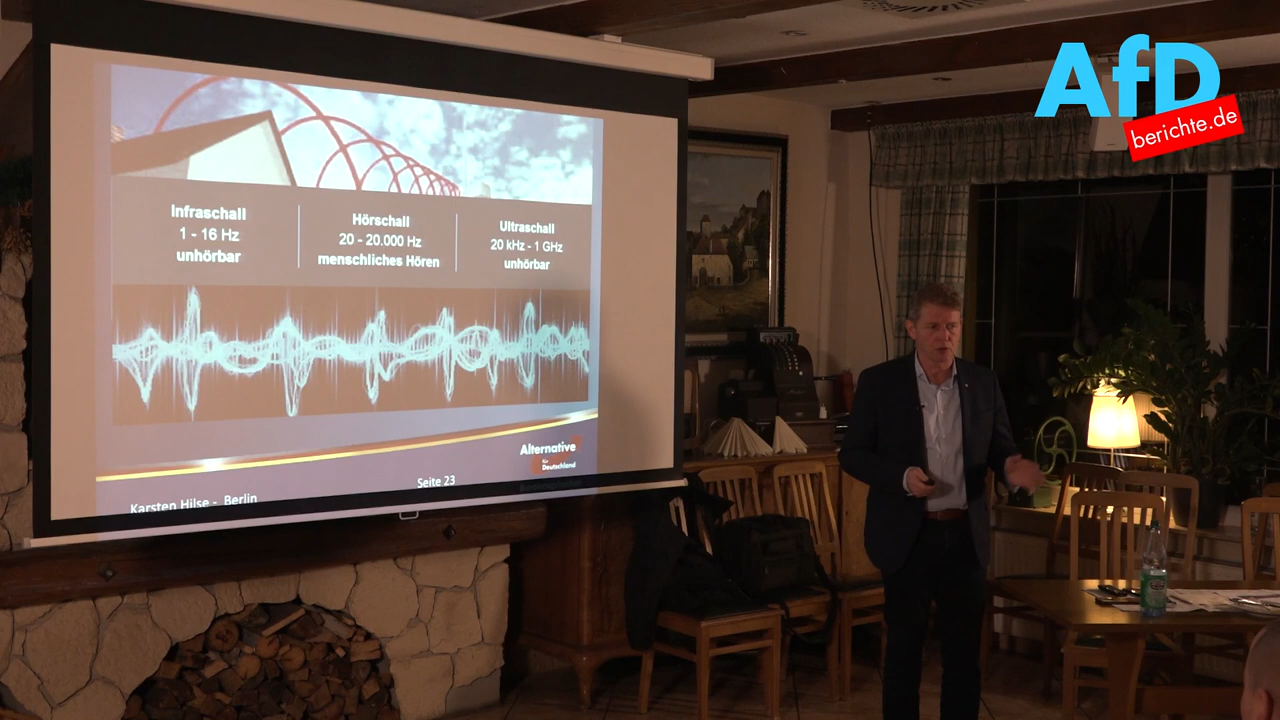 AfD
berichte.de
Infraschall
1 - 16 Hz
unhörbar
Hörschall
20 - 20.000 Hz
menschliches Hören
Ultraschall
20 kHz - 1 GHz
unhörbar
Alternative
für
Deutschland
Seite 23
Karsten Hilse - Berlin